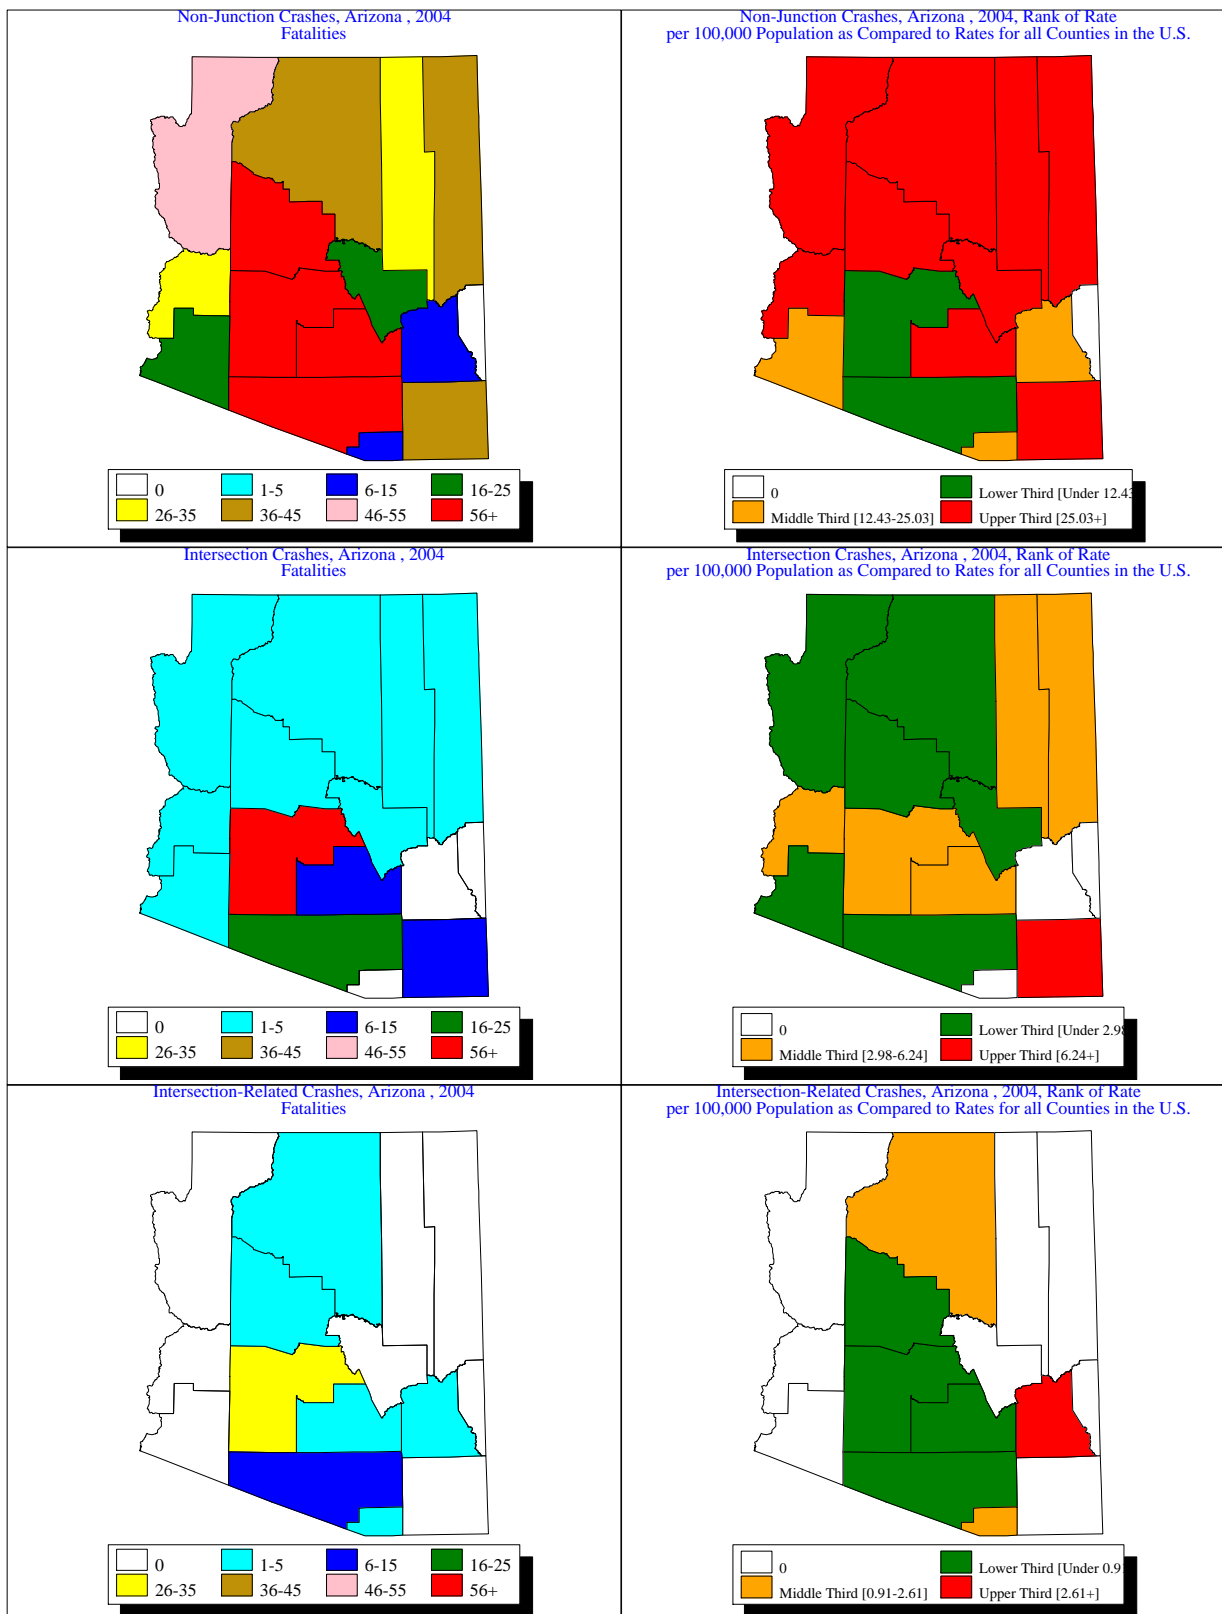 Non-Junction Crashes, Arizona , 2004
Fatalities
0
1-5
6-15
16-25
26-35
36-45
46-55
56+
Non-Junction Crashes, Arizona , 2004, Rank of Rate
per 100,000 Population as Compared to Rates for all Counties in the U.S.
0
Lower Third [Under 12.43
Middle Third [12.43-25.03]
Upper Third [25.03+]
Intersection Crashes, Arizona , 2004
Fatalities
0
1-5
6-15
16-25
26-35
36-45
46-55
56+
Intersection Crashes, Arizona , 2004, Rank of Rate
per 100,000 Population as Compared to Rates for all Counties in the U.S.
0
Lower Third [Under 2.98
Middle Third [2.98-6.24]
Upper Third [6.24+]
Intersection-Related Crashes, Arizona , 2004
Fatalities
0
1-5
6-15
16-25
26-35
36-45
46-55
56+
Intersection-Related Crashes, Arizona , 2004, Rank of Rate
per 100,000 Population as Compared to Rates for all Counties in the U.S.
0
Lower Third [Under 0.9
Middle Third [0.91-2.61]
Upper Third [2.61+]